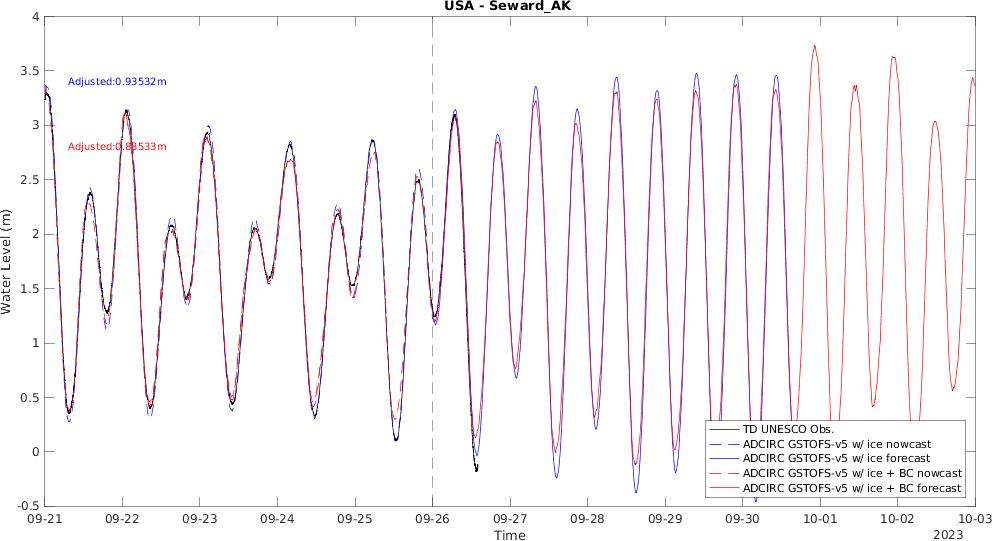 USA - Seward_AK
Water Level (m)
4
3.5
3
2.5
2
1.5
1
0.5
0
-0.5
Adjusted:0.93532m
Adjusted:0.83533m
TD UNESCO Obs.
ADCIRC GSTOFS-v5 w/ ice nowcast
ADCIRC GSTOFS-v5 w/ ice forecast
ADCIRC GSTOFS-v5 w/ ice + BC nowcast
ADCIRC GSTOFS-v5 w/ ice + BC forecast
09-21 09-22 09-23 09-24 09-25 09-26 09-27 09-28 09-29 09-30 10-01 10-02 10-03
Time
2023